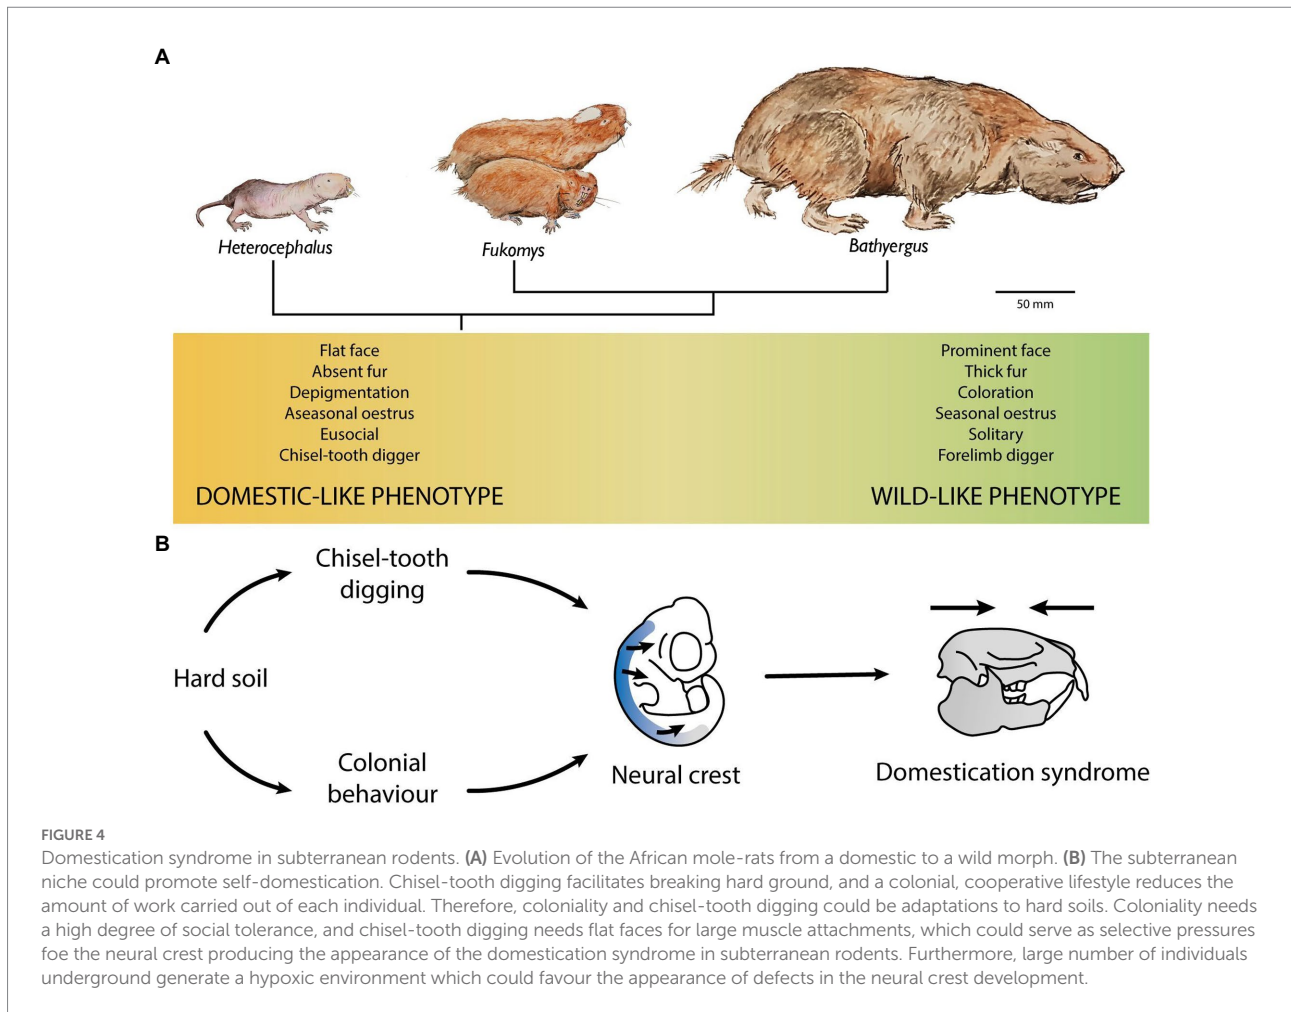 A
Heterocephalus
Fukomys
Bathyergus
50 mm
Flat face
Absent fur
Depigmentation
Aseasonal oestrus
Eusocial
Chisel-tooth digger
DOMESTIC-LIKE PHENOTYPE
Prominent face
Thick fur
Coloration
Seasonal oestrus
Solitary
Forelimb digger
WILD-LIKE PHENOTYPE
B
Chisel-tooth
digging
Hard soil
Colonial
behaviour
Neural crest
Domestication syndrome
FIGURE 4
Domestication syndrome in subterranean rodents. (A) Evolution of the African mole-rats from a domestic to a wild morph. (B) The subterranean
niche could promote self-domestication. Chisel-tooth digging facilitates breaking hard ground, and a colonial, cooperative lifestyle reduces the
amount of work carried out of each individual. Therefore, coloniality and chisel-tooth digging could be adaptations to hard soils. Coloniality needs
a high degree of social tolerance, and chisel-tooth digging needs flat faces for large muscle attachments, which could serve as selective pressures
foe the neural crest producing the appearance of the domestication syndrome in subterranean rodents. Furthermore, large number of individuals
underground generate a hypoxic environment which could favour the appearance of defects in the neural crest development.